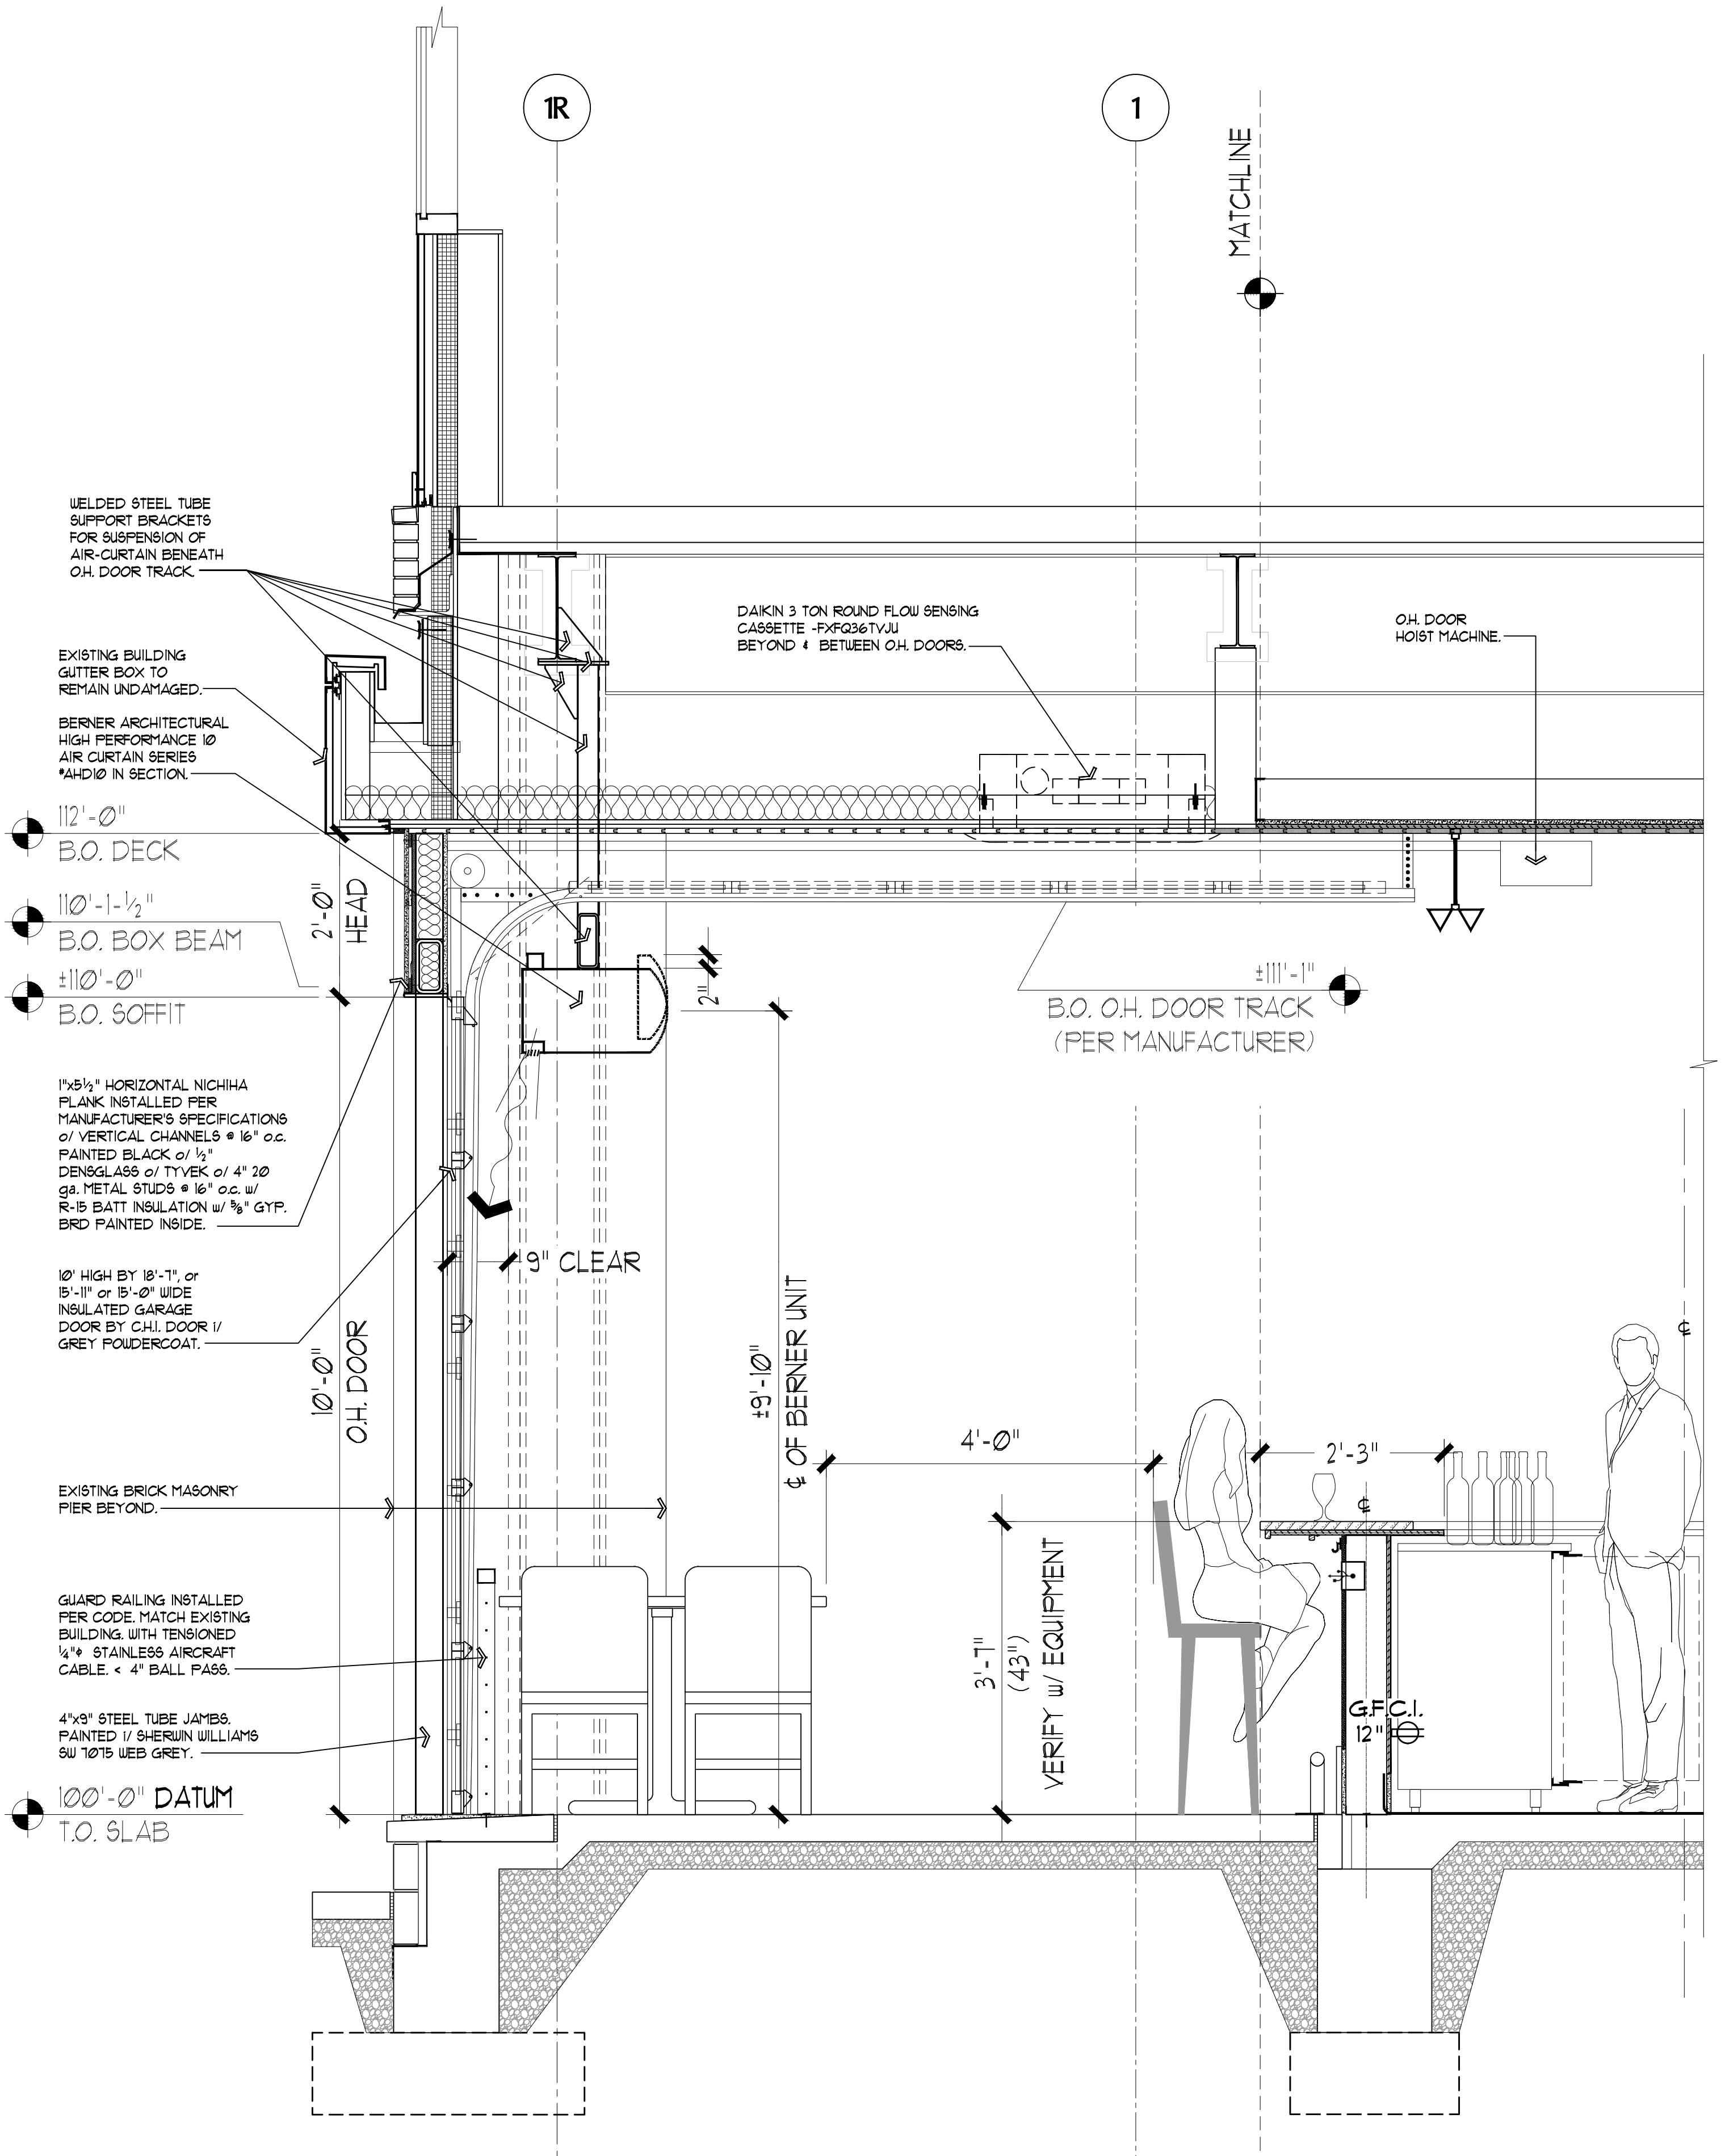 1R
1
MATCHLINE
WELDED STEEL TUBE
SUPPORT BRACKETS
FOR SUSPENSION OF
AIR-CURTAIN BENEATH
O.H. DOOR TRACK.
DAIKIN 3 TON ROUND FLOW SENSING
CASSETTE -FXFQ36TVJU
BEYOND & BETWEEN O.H. DOORS.
O.H. DOOR
HOIST MACHINE.
EXISTING BUILDING
GUTTER BOX TO
REMAIN UNDAMAGED.
BERNER ARCHITECTURAL
HIGH PERFORMANCE 10
AIR CURTAIN SERIES
#AHD10 IN SECTION.
112'-0"
B.O. DECK
110'-1-½"
B.O. BOX BEAM
±110'-0"
B.O. SOFFIT
2'-0"
HEAD
2"
±111'-1"
B.O. O.H. DOOR TRACK
(PER MANUFACTURER)
1"x5½" HORIZONTAL NICHIHA
PLANK INSTALLED PER
MANUFACTURER'S SPECIFICATIONS
o/ VERTICAL CHANNELS @ 16" o.c.
PAINTED BLACK o/ ½"
DENSGLASS o/ TYVEK o/ 4" 20
ga. METAL STUDS @ 16" o.c. w/
R-15 BATT INSULATION w/ ⅝" GYP.
BRD PAINTED INSIDE.
9" CLEAR
10' HIGH BY 18'-7", or
15'-11" or 15'-0" WIDE
INSULATED GARAGE
DOOR BY C.H.I. DOOR i/
GREY POWDERCOAT.
10'-0"
O.H. DOOR
±9'-10"
℄ OF BERNER UNIT
4'-0"
2'-3"
℄
℄
EXISTING BRICK MASONRY
PIER BEYOND.
3'-7"
(43")
VERIFY w/ EQUIPMENT
GUARD RAILING INSTALLED
PER CODE. MATCH EXISTING
BUILDING. WITH TENSIONED
¼"ϕ STAINLESS AIRCRAFT
CABLE. < 4" BALL PASS.
G.F.C.I.
12"
4"x9" STEEL TUBE JAMBS.
PAINTED i/ SHERWIN WILLIAMS
SW 7075 WEB GREY.
100'-0" DATUM
T.O. SLAB